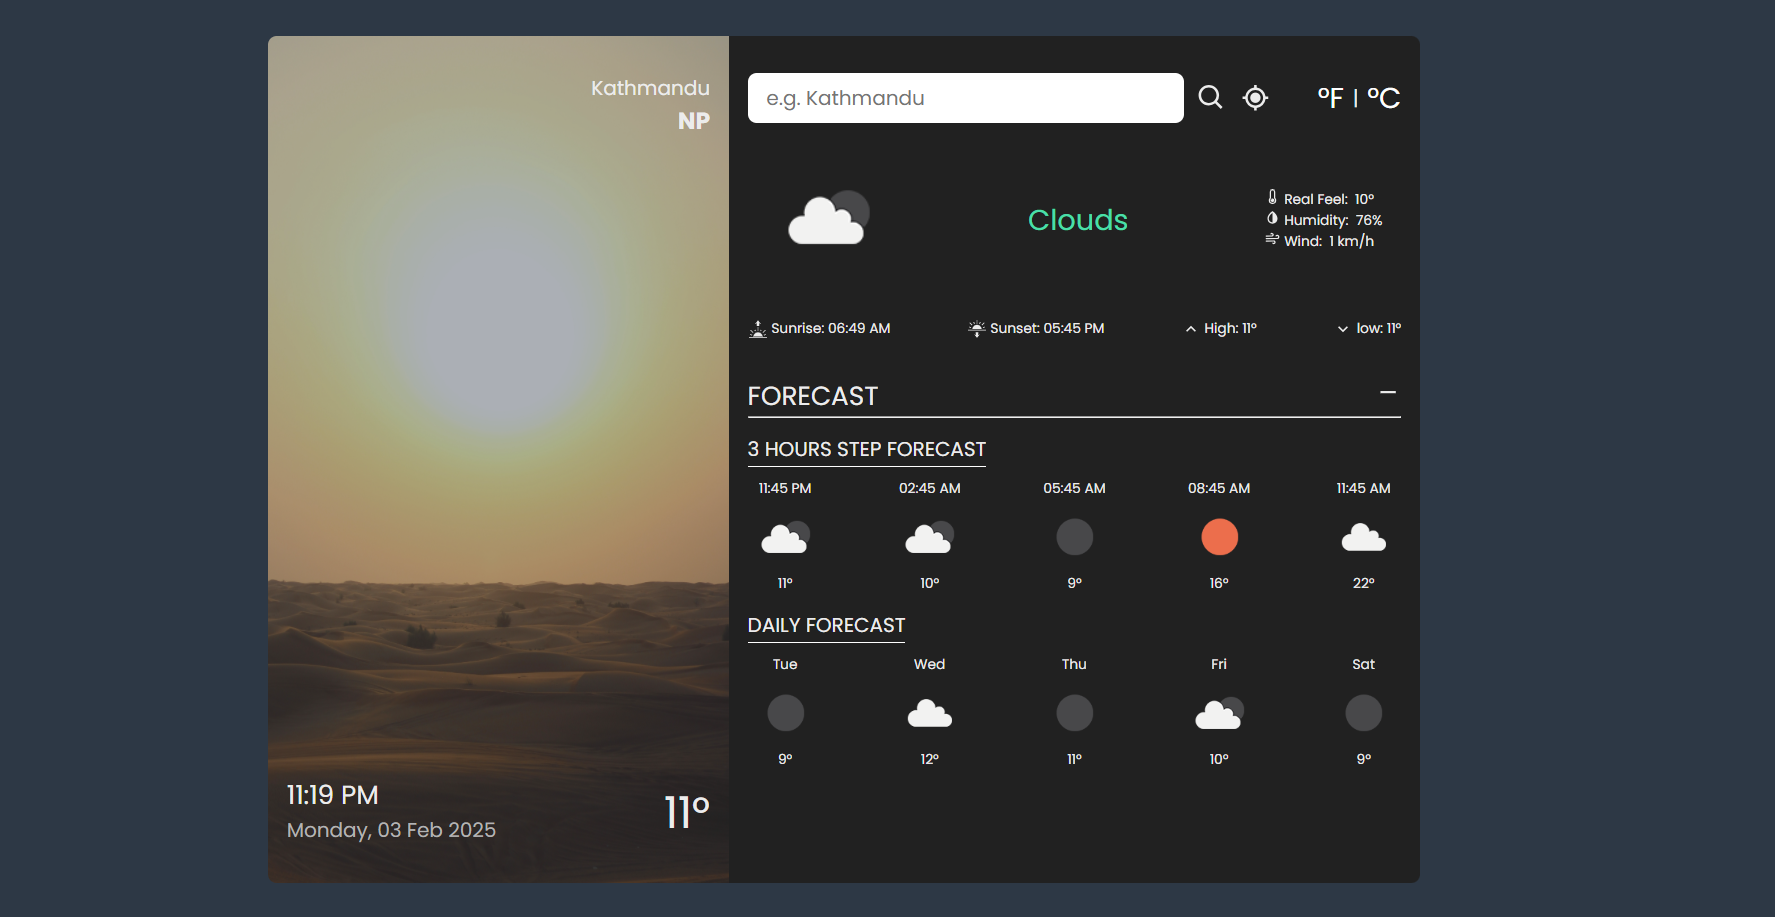 Kathmandu
NP
11:19 PM
Monday, 03 Feb 2025
11°
e.g. Kathmandu
°F | °C
Clouds
Real Feel: 10°
Humidity: 76%
Wind: 1 km/h
Sunrise: 06:49 AM Sunset: 05:45 PM High: 11° low: 11°
FORECAST
3 HOURS STEP FORECAST
11:45 PM 02:45 AM 05:45 AM 08:45 AM 11:45 AM
11° 10° 9° 16° 22°
DAILY FORECAST
Tue Wed Thu Fri Sat
9° 12° 11° 10° 9°